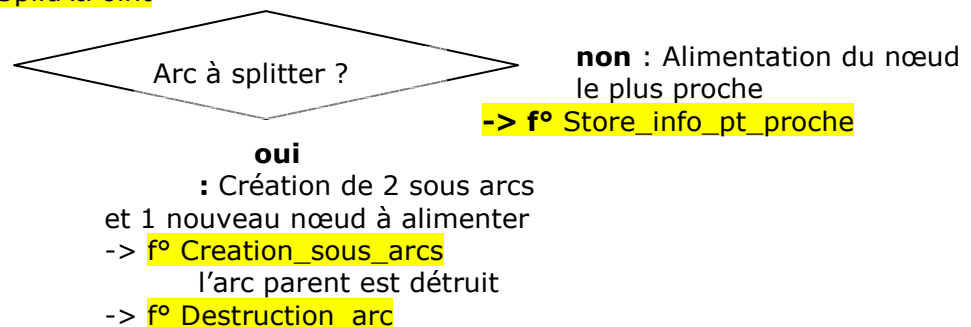 Arc à splitter ?
non : Alimentation du nœud
le plus proche
-> f° Store_info_pt_proche
oui
: Création de 2 sous arcs
et 1 nouveau nœud à alimenter
-> f° Creation_sous_arcs
l’arc parent est détruit
-> f° Destruction_arc